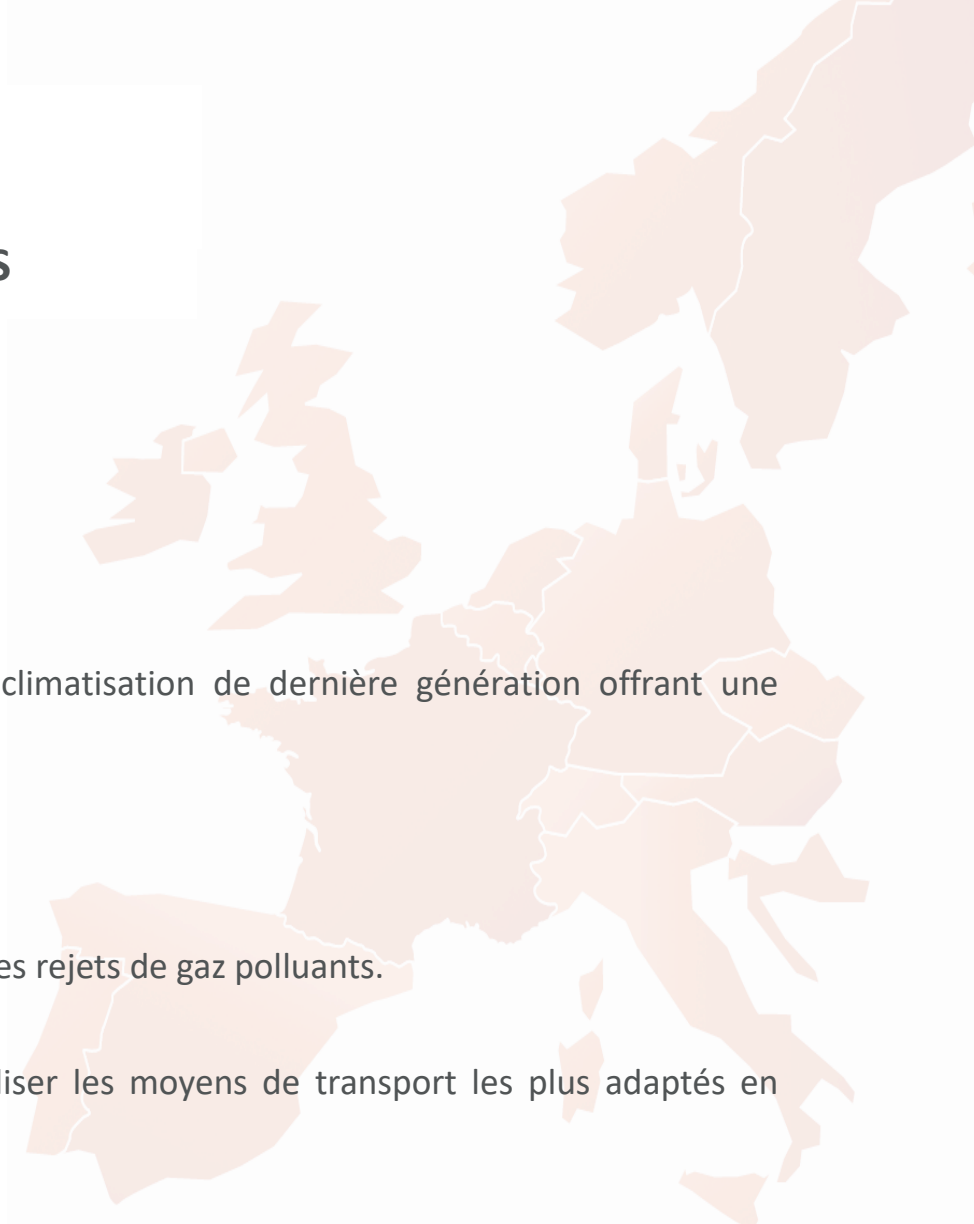 s
climatisation de dernière génération offrant une
es rejets de gaz polluants.
liser les moyens de transport les plus adaptés en